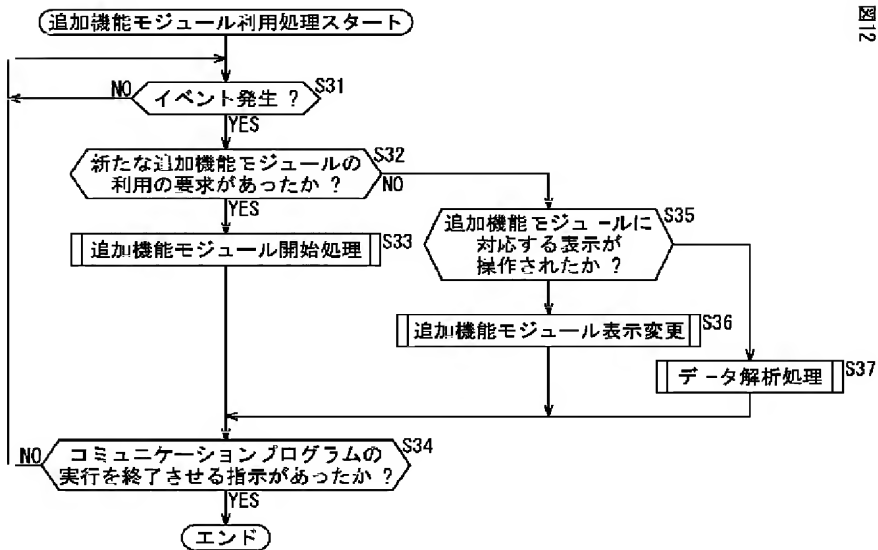 図12
追加機能モジュール利用処理スタート
S31
NO
イベント発生 ?
YES
S32
新たな追加機能モジュールの
利用の要求があったか ?
NO
YES
S33
追加機能モジュール開始処理
S35
追加機能モジュールに
対応する表示が
操作されたか ?
S36
追加機能モジュール表示変更
S37
データ解析処理
S34
NO
コミュニケーションプログラムの
実行を終了させる指示があったか ?
YES
エンド